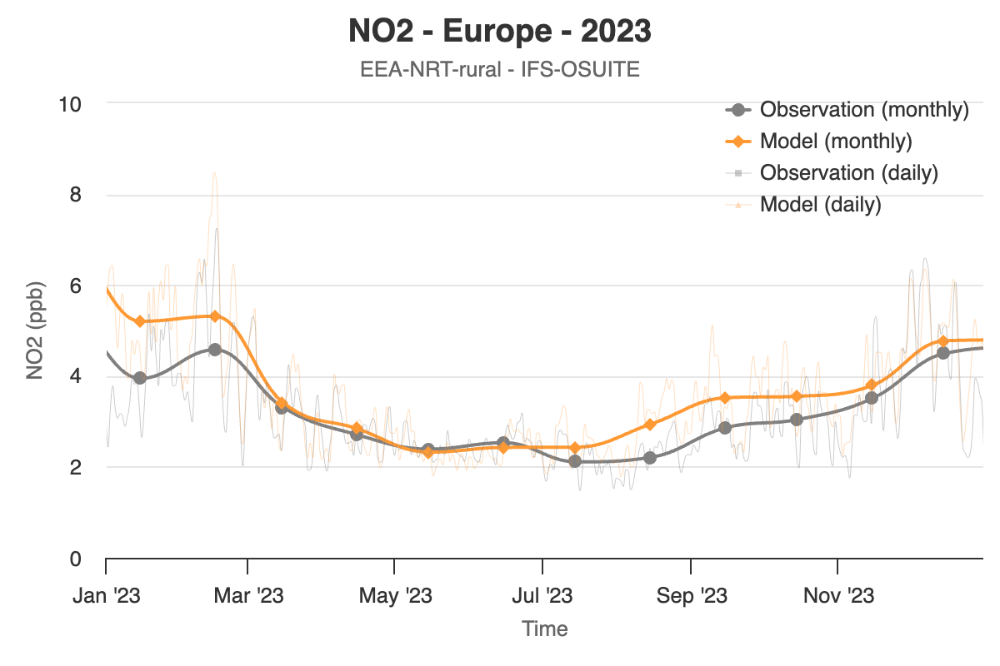 NO2 - Europe - 2023
EEA-NRT-rural - IFS-OSUITE
Observation (monthly)
Model (monthly)
Observation (daily)
Model (daily)
NO2 (ppb)
10
8
6
4
2
0
Jan '23
Mar '23
May '23
Jul '23
Sep '23
Nov '23
Time